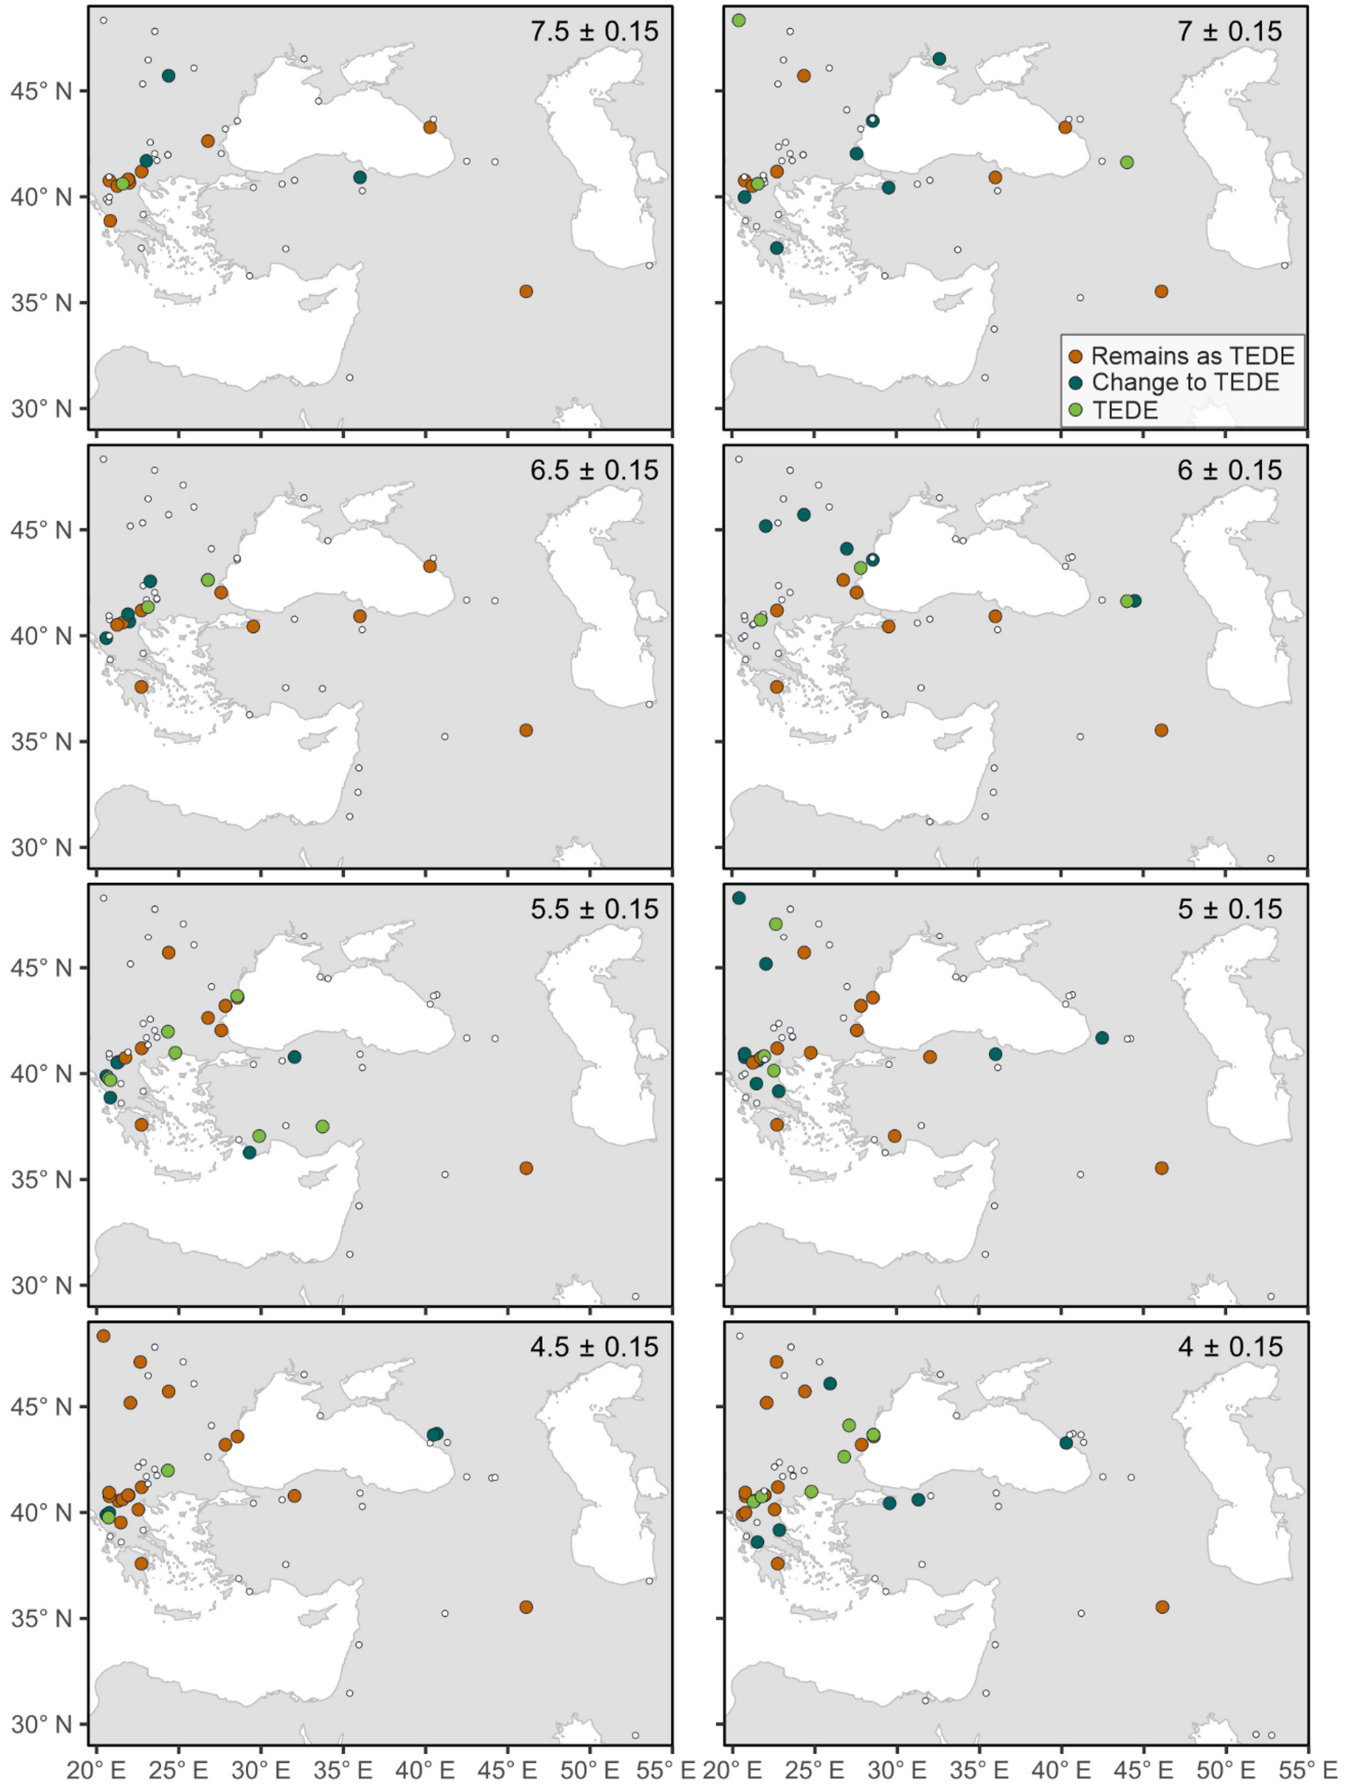 7.5 ± 0.15
7 ± 0.15
45° N
40° N
35° N
30° N
Remains as TEDE
Change to TEDE
TEDE
6.5 ± 0.15
6 ± 0.15
45° N
40° N
35° N
30° N
5.5 ± 0.15
5 ± 0.15
45° N
40° N
35° N
30° N
4.5 ± 0.15
4 ± 0.15
45° N
40° N
35° N
30° N
20° E 25° E 30° E 35° E 40° E 45° E 50° E 55° E 20° E 25° E 30° E 35° E 40° E 45° E 50° E 55° E